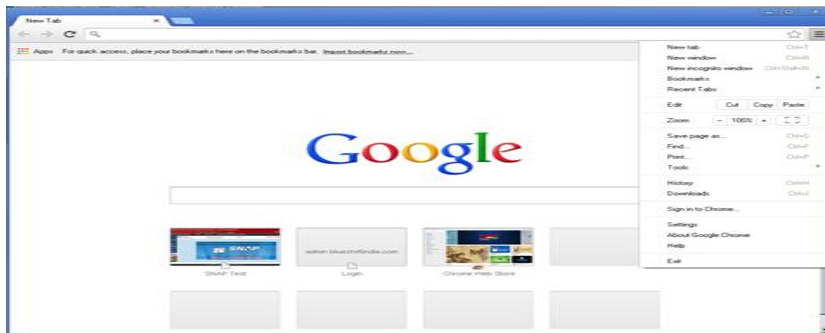 New Tab
Apps For quick access, place your bookmarks here on the bookmarks bar. Import bookmarks now...
New tab Ctrl+T
New window Ctrl+N
New incognito window Ctrl+Shift+N
Bookmarks
Recent Tabs
Edit Cut Copy Paste
Zoom - 100% +
Save page as... Ctrl+S
Find... Ctrl+F
Print... Ctrl+P
Tools
History Ctrl+H
Downloads Ctrl+J
Sign in to Chrome...
Settings
About Google Chrome
Help
Exit
Google
SNAP
admin.blueshiftindia.com
SNAP Test
Login
Chrome Web Store